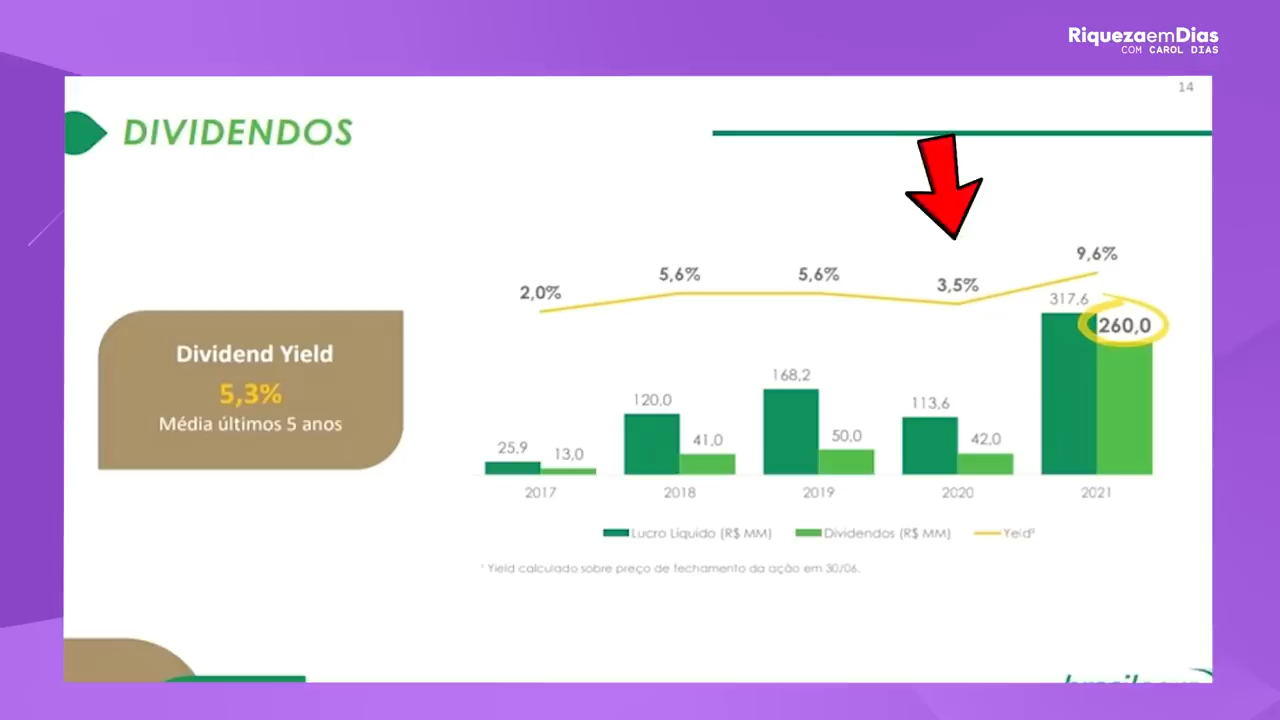 RiquezaemDias
COM CAROL DIAS
14
DIVIDENDOS
Dividend Yield
5,3%
Média últimos 5 anos
2,0%
5,6%
5,6%
3,5%
9,6%
25,9
13,0
120,0
41,0
168,2
50,0
113,6
42,0
317,6
260,0
2017
2018
2019
2020
2021
Lucro Líquido (R$ MM)
Dividendos (R$ MM)
Yeld¹
¹ Yield calculado sobre preço de fechamento da ação em 30/06.